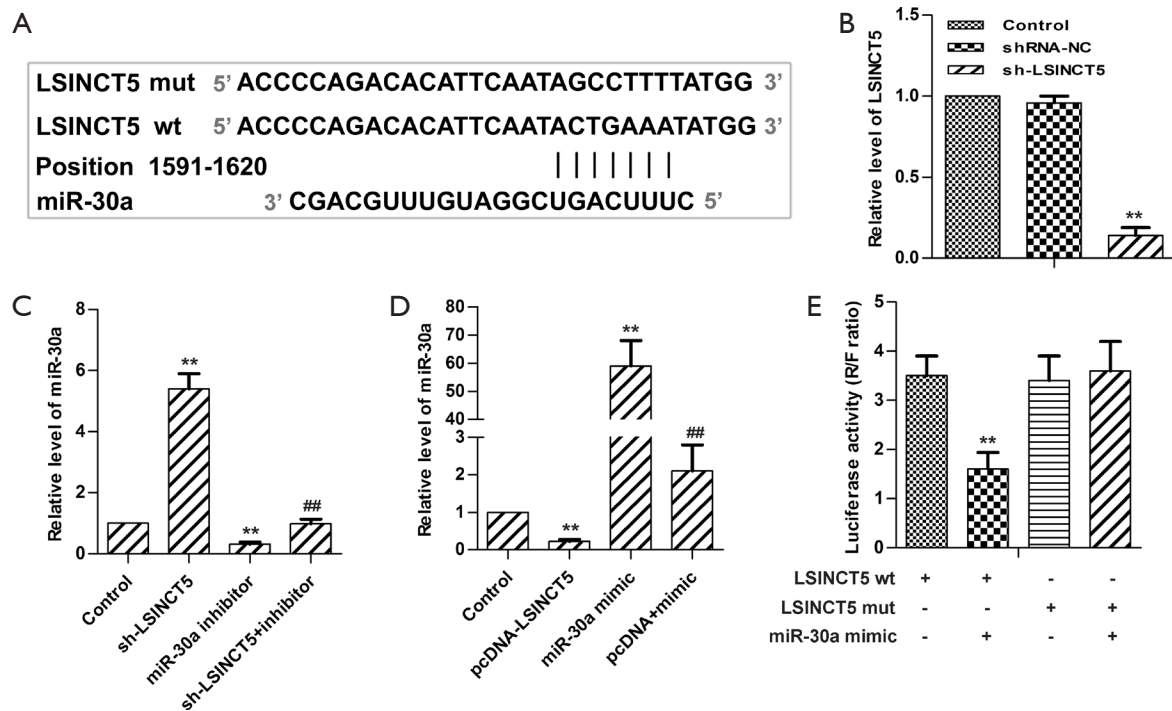 A
LSINCT5 mut 5’ ACCCCAGACACATTCAATAGCCTTTTATGG 3’
LSINCT5 wt 5’ ACCCCAGACACATTCAATACTGAAATATGG 3’
Position 1591-1620
miR-30a 3’ CGACGUUUGUAGGCUGACUUUC 5’
B
Relative level of LSINCT5
1.5
1.0
0.5
0.0
Control
shRNA-NC
sh-LSINCT5
**
C
Relative level of miR-30a
8
6
4
2
0
**
**
##
Control
sh-LSINCT5
miR-30a inhibitor
sh-LSINCT5+inhibitor
D
Relative level of miR-30a
80
70
60
50
40
30
20
3
2
1
0
**
**
##
Control
pcDNA-LSINCT5
miR-30a mimic
pcDNA+mimic
E
Luciferase activity (R/F ratio)
5
4
3
2
1
0
**
LSINCT5 wt + + - -
LSINCT5 mut - - + +
miR-30a mimic - + - +